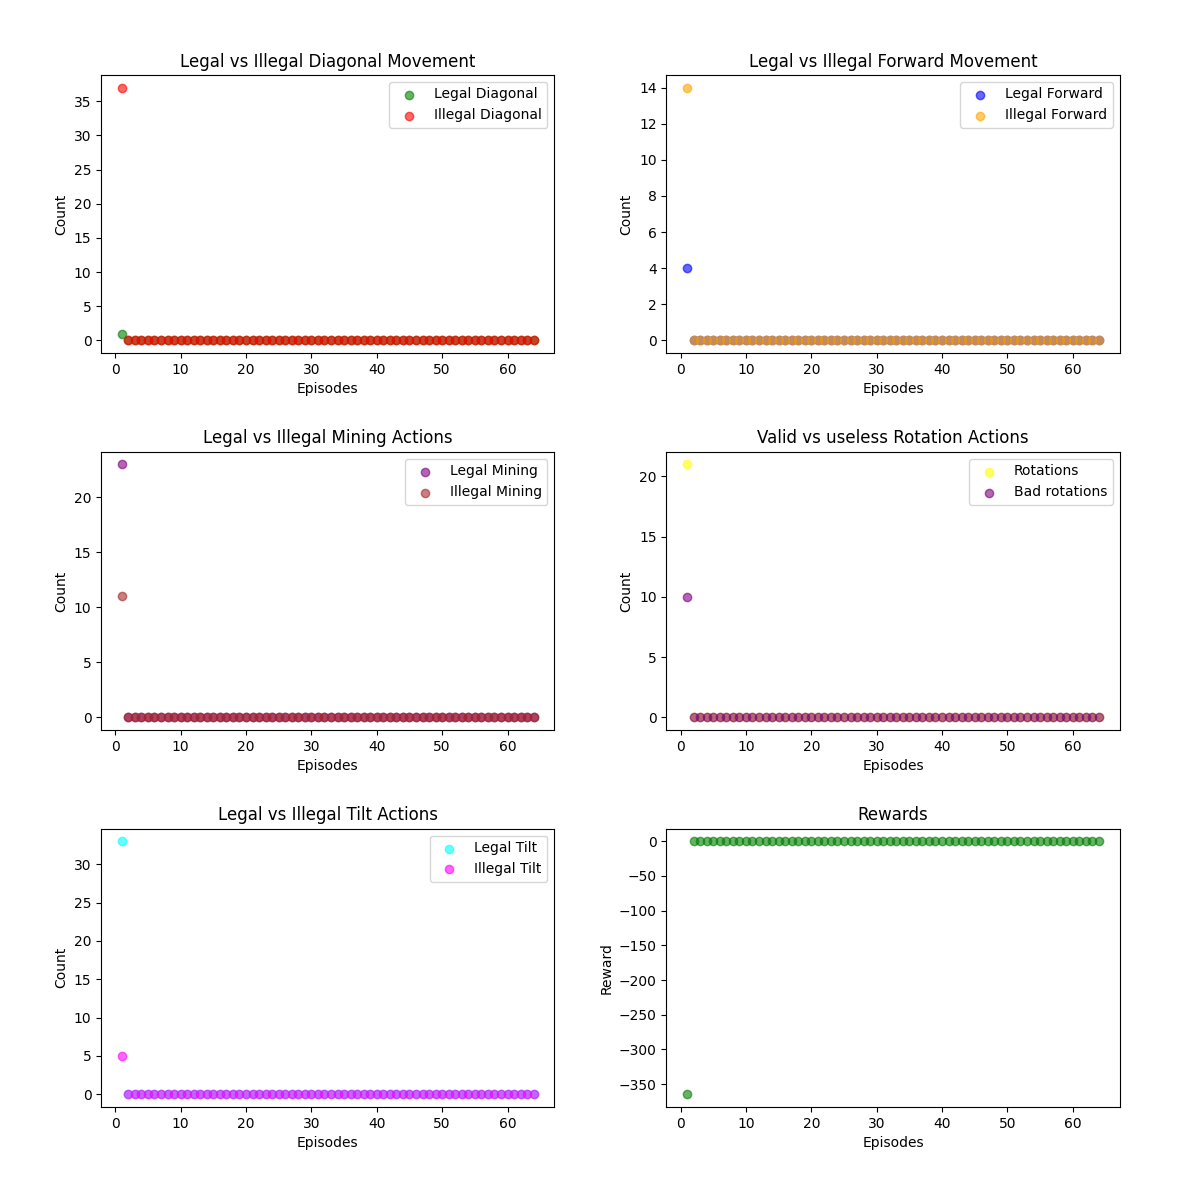 Legal vs Illegal Diagonal Movement
Legal Diagonal
Illegal Diagonal
35
30
25
20
15
10
5
0
Count
0 10 20 30 40 50 60
Episodes
Legal vs Illegal Forward Movement
Legal Forward
Illegal Forward
14
12
10
8
6
4
2
0
Count
0 10 20 30 40 50 60
Episodes
Legal vs Illegal Mining Actions
Legal Mining
Illegal Mining
20
15
10
5
0
Count
0 10 20 30 40 50 60
Episodes
Valid vs useless Rotation Actions
Rotations
Bad rotations
20
15
10
5
0
Count
0 10 20 30 40 50 60
Episodes
Legal vs Illegal Tilt Actions
Legal Tilt
Illegal Tilt
30
25
20
15
10
5
0
Count
0 10 20 30 40 50 60
Episodes
Rewards
0
−50
−100
−150
−200
−250
−300
−350
Reward
0 10 20 30 40 50 60
Episodes